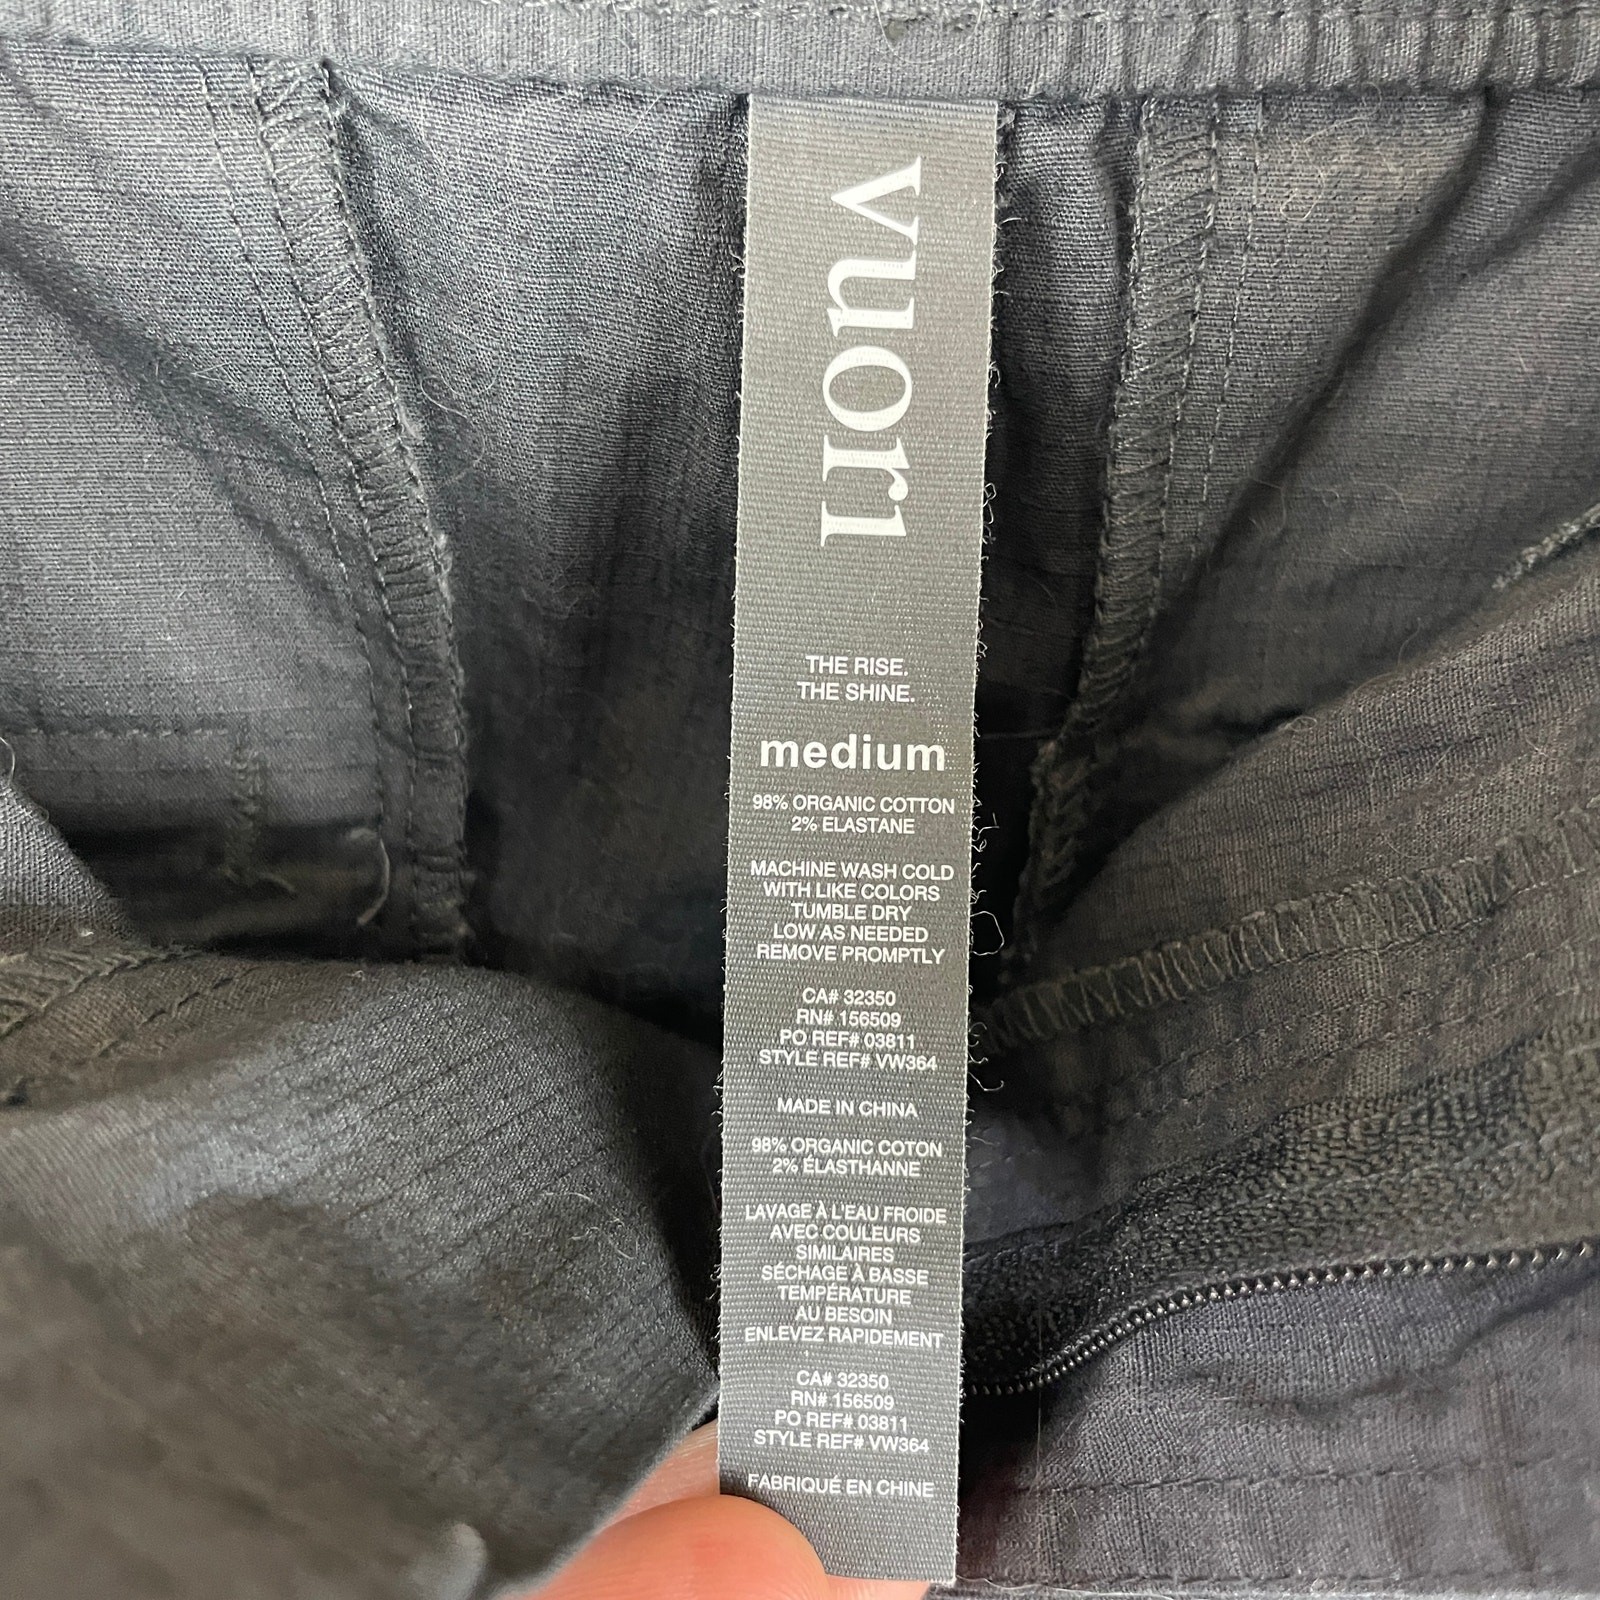 vuori
THE RISE.
THE SHINE.
medium
98% ORGANIC COTTON
2% ELASTANE
MACHINE WASH COLD
WITH LIKE COLORS
TUMBLE DRY
LOW AS NEEDED
REMOVE PROMPTLY
CA# 32350
RN# 156509
PO REF# 03811
STYLE REF# VW364
MADE IN CHINA
98% ORGANIC COTON
2% ÉLASTHANNE
LAVAGE À L'EAU FROIDE
AVEC COULEURS
SIMILAIRES
SÉCHAGE À BASSE
TEMPÉRATURE
AU BESOIN
ENLEVEZ RAPIDEMENT
CA# 32350
RN# 156509
PO REF# 03811
STYLE REF# VW364
FABRIQUÉ EN CHINE